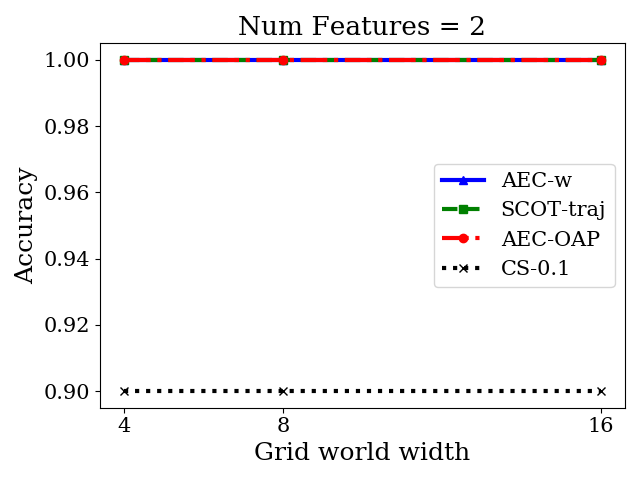 Num Features = 2
Accuracy
1.00
0.98
0.96
0.94
0.92
0.90
AEC-w
SCOT-traj
AEC-OAP
CS-0.1
4 8 16
Grid world width